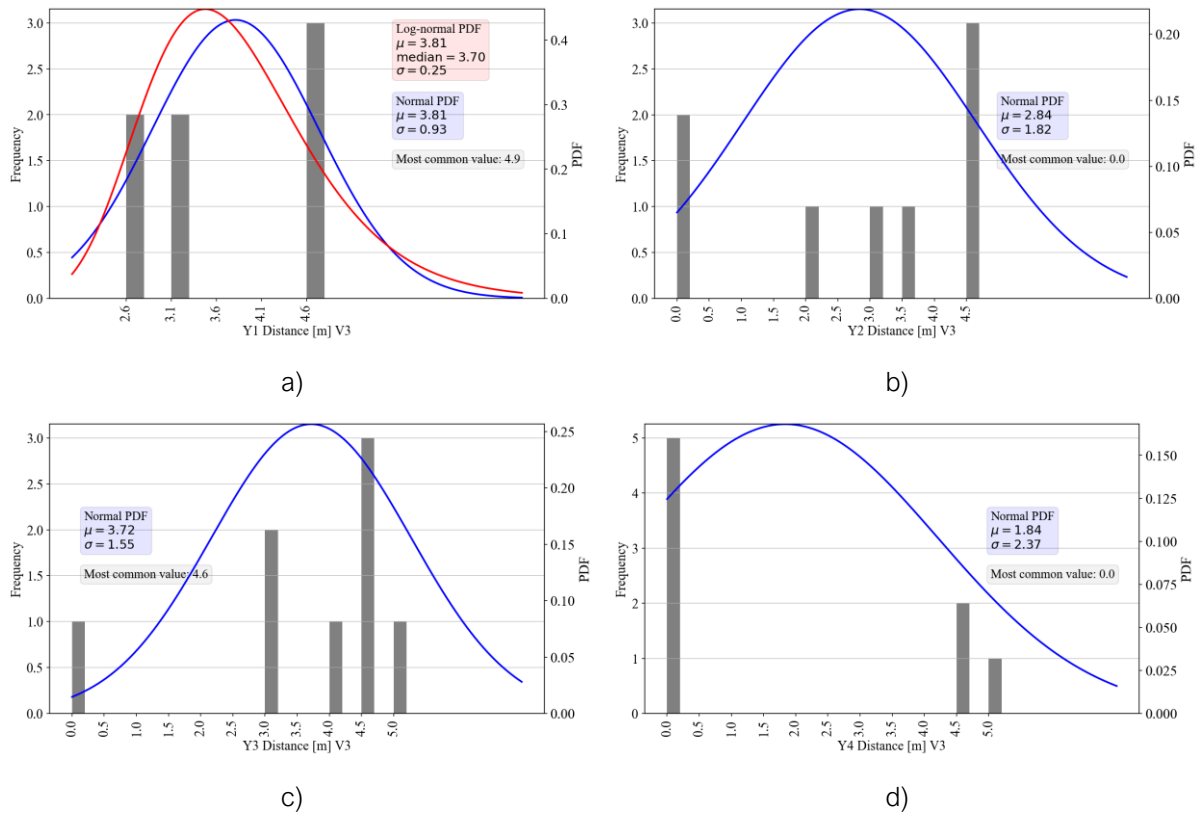 3.0
2.5
2.0
1.5
1.0
0.5
0.0
Frequency
Log-normal PDF
μ = 3.81
median = 3.70
σ = 0.25
Normal PDF
μ = 3.81
σ = 0.93
Most common value: 4.9
0.4
0.3
0.2
0.1
0.0
PDF
2.6
3.1
3.6
4.1
4.6
Y1 Distance [m] V3
a)
3.0
2.5
2.0
1.5
1.0
0.5
0.0
Frequency
Normal PDF
μ = 2.84
σ = 1.82
Most common value: 0.0
0.20
0.15
0.10
0.05
0.00
PDF
0.0
0.5
1.0
1.5
2.0
2.5
3.0
3.5
4.0
4.5
Y2 Distance [m] V3
b)
3.0
2.5
2.0
1.5
1.0
0.5
0.0
Frequency
Normal PDF
μ = 3.72
σ = 1.55
Most common value: 4.6
0.25
0.20
0.15
0.10
0.05
0.00
PDF
0.0
0.5
1.0
1.5
2.0
2.5
3.0
3.5
4.0
4.5
5.0
Y3 Distance [m] V3
c)
5
4
3
2
1
0
Frequency
Normal PDF
μ = 1.84
σ = 2.37
Most common value: 0.0
0.150
0.125
0.100
0.075
0.050
0.025
0.000
PDF
0.0
0.5
1.0
1.5
2.0
2.5
3.0
3.5
4.0
4.5
5.0
Y4 Distance [m] V3
d)